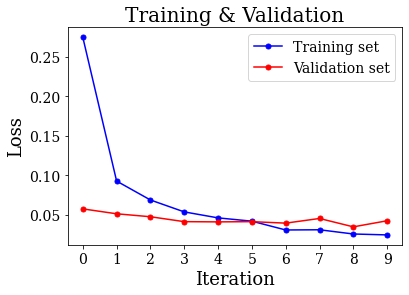 Training & Validation
Training set
Validation set
Loss
0.25
0.20
0.15
0.10
0.05
0 1 2 3 4 5 6 7 8 9
Iteration